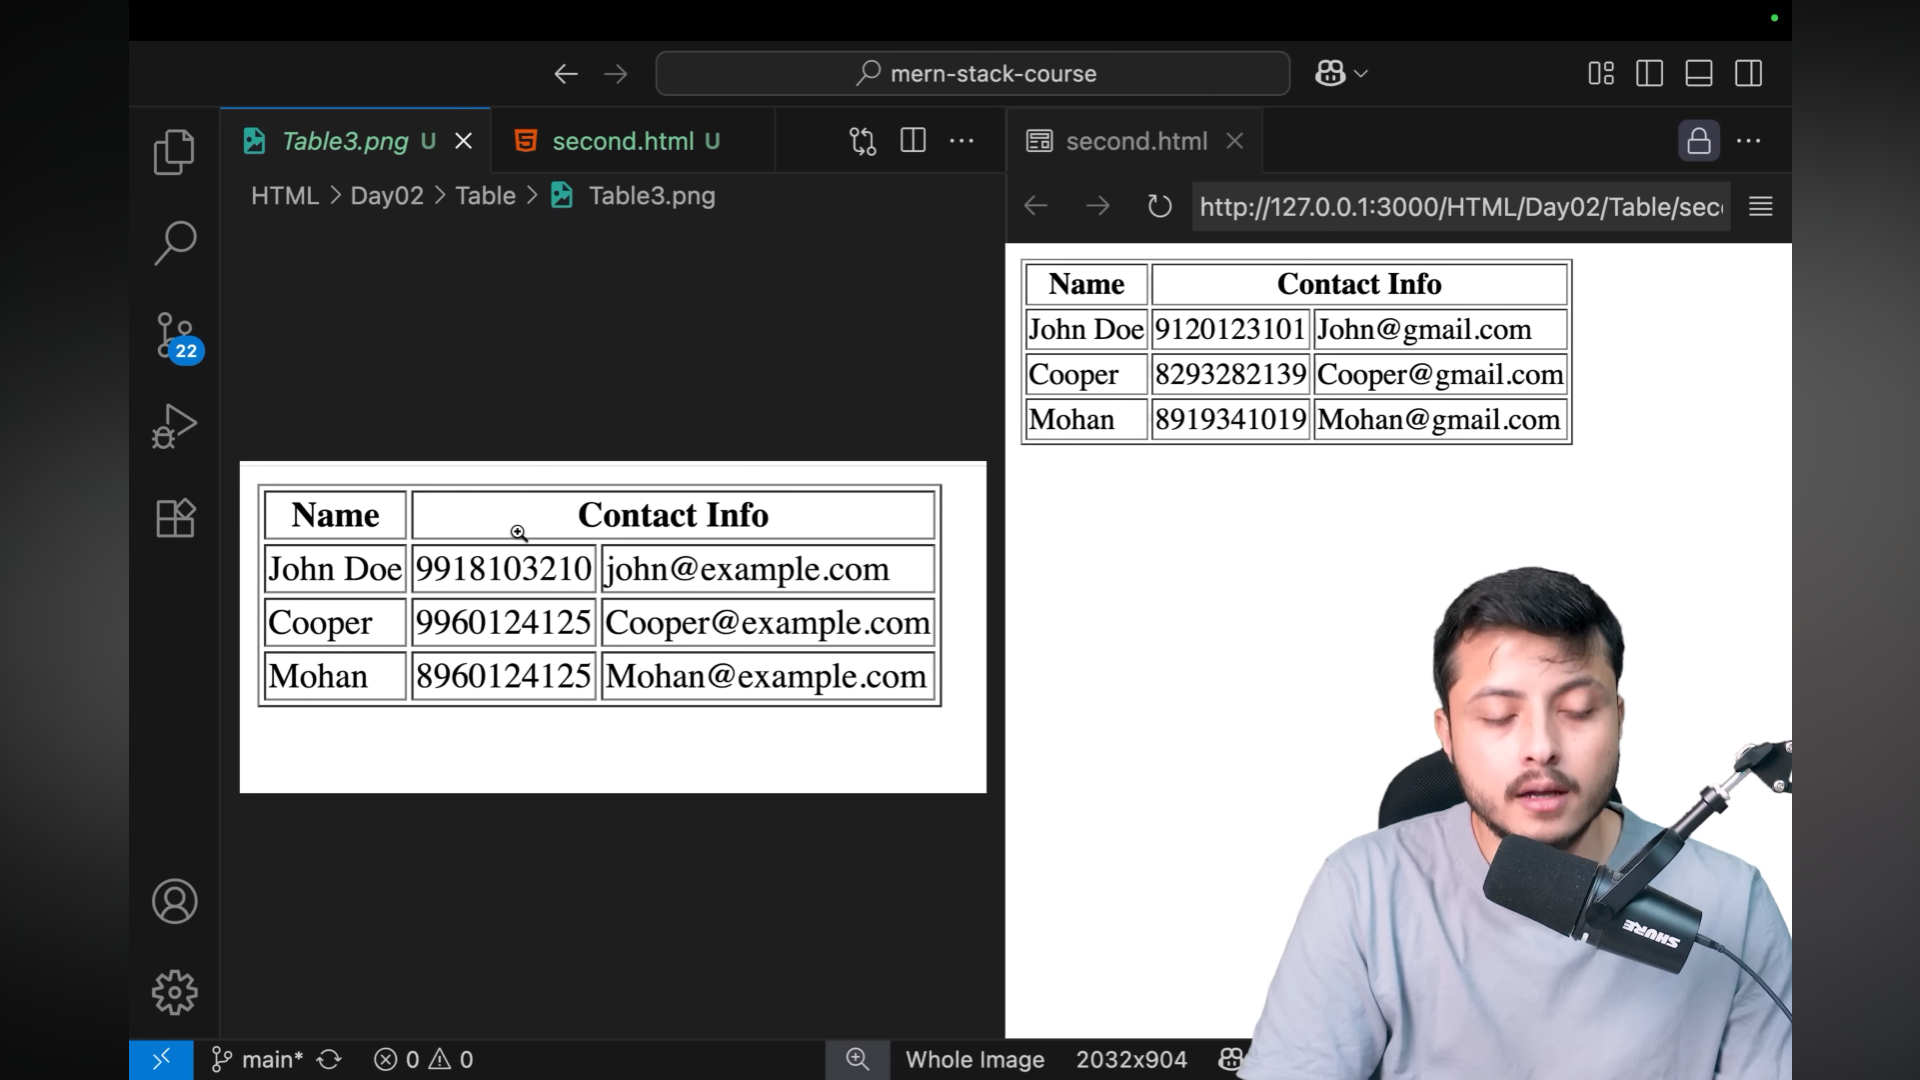 mern-stack-course
Table3.png U
second.html U
second.html
HTML > Day02 > Table > Table3.png
http://127.0.0.1:3000/HTML/Day02/Table/sec
22
Name Contact Info
John Doe 9918103210 john@example.com
Cooper 9960124125 Cooper@example.com
Mohan 8960124125 Mohan@example.com
Name Contact Info
John Doe 9120123101 John@gmail.com
Cooper 8293282139 Cooper@gmail.com
Mohan 8919341019 Mohan@gmail.com
SHURE
main* 0 0 Whole Image 2032x904